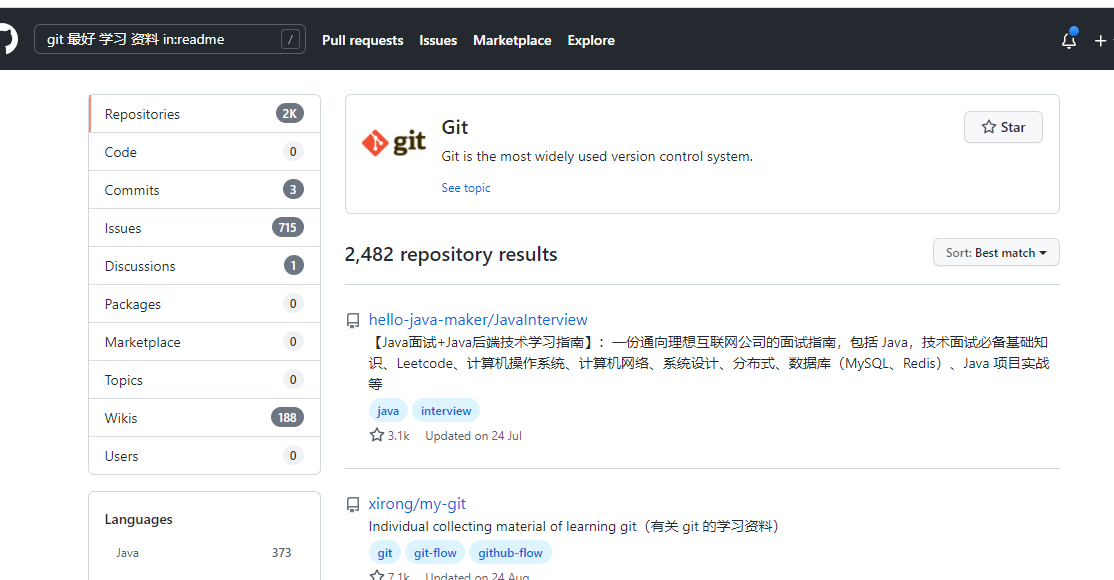 git 最好 学习 资料 in:readme / Pull requests Issues Marketplace Explore
Repositories 2K
Code 0
Commits 3
Issues 715
Discussions 1
Packages 0
Marketplace 0
Topics 0
Wikis 188
Users 0
Languages
Java 373
git
Git
Star
Git is the most widely used version control system.
See topic
2,482 repository results
Sort: Best match
hello-java-maker/JavaInterview
【Java面试+Java后端技术学习指南】：一份通向理想互联网公司的面试指南，包括 Java，技术面试必备基础知
识、Leetcode、计算机操作系统、计算机网络、系统设计、分布式、数据库（MySQL、Redis）、Java 项目实战
等
java interview
3.1k Updated on 24 Jul
xirong/my-git
Individual collecting material of learning git（有关 git 的学习资料）
git git-flow github-flow
7.1k Updated on 24 Aug